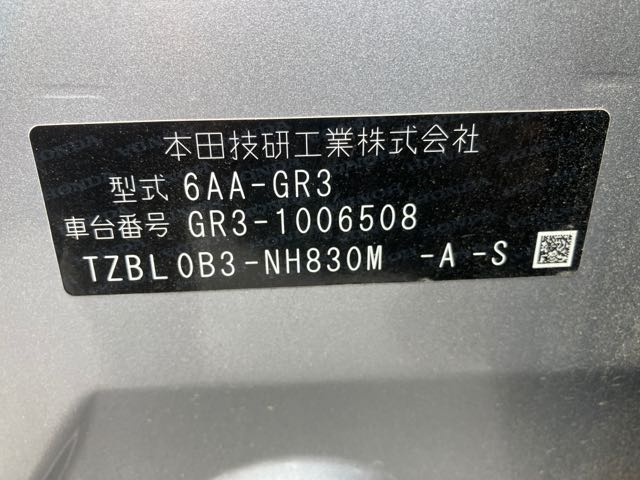 本田技研工業株式会社
型式 6AA-GR3
車台番号 GR3-1006508
TZBL0B3-NH830M -A -S